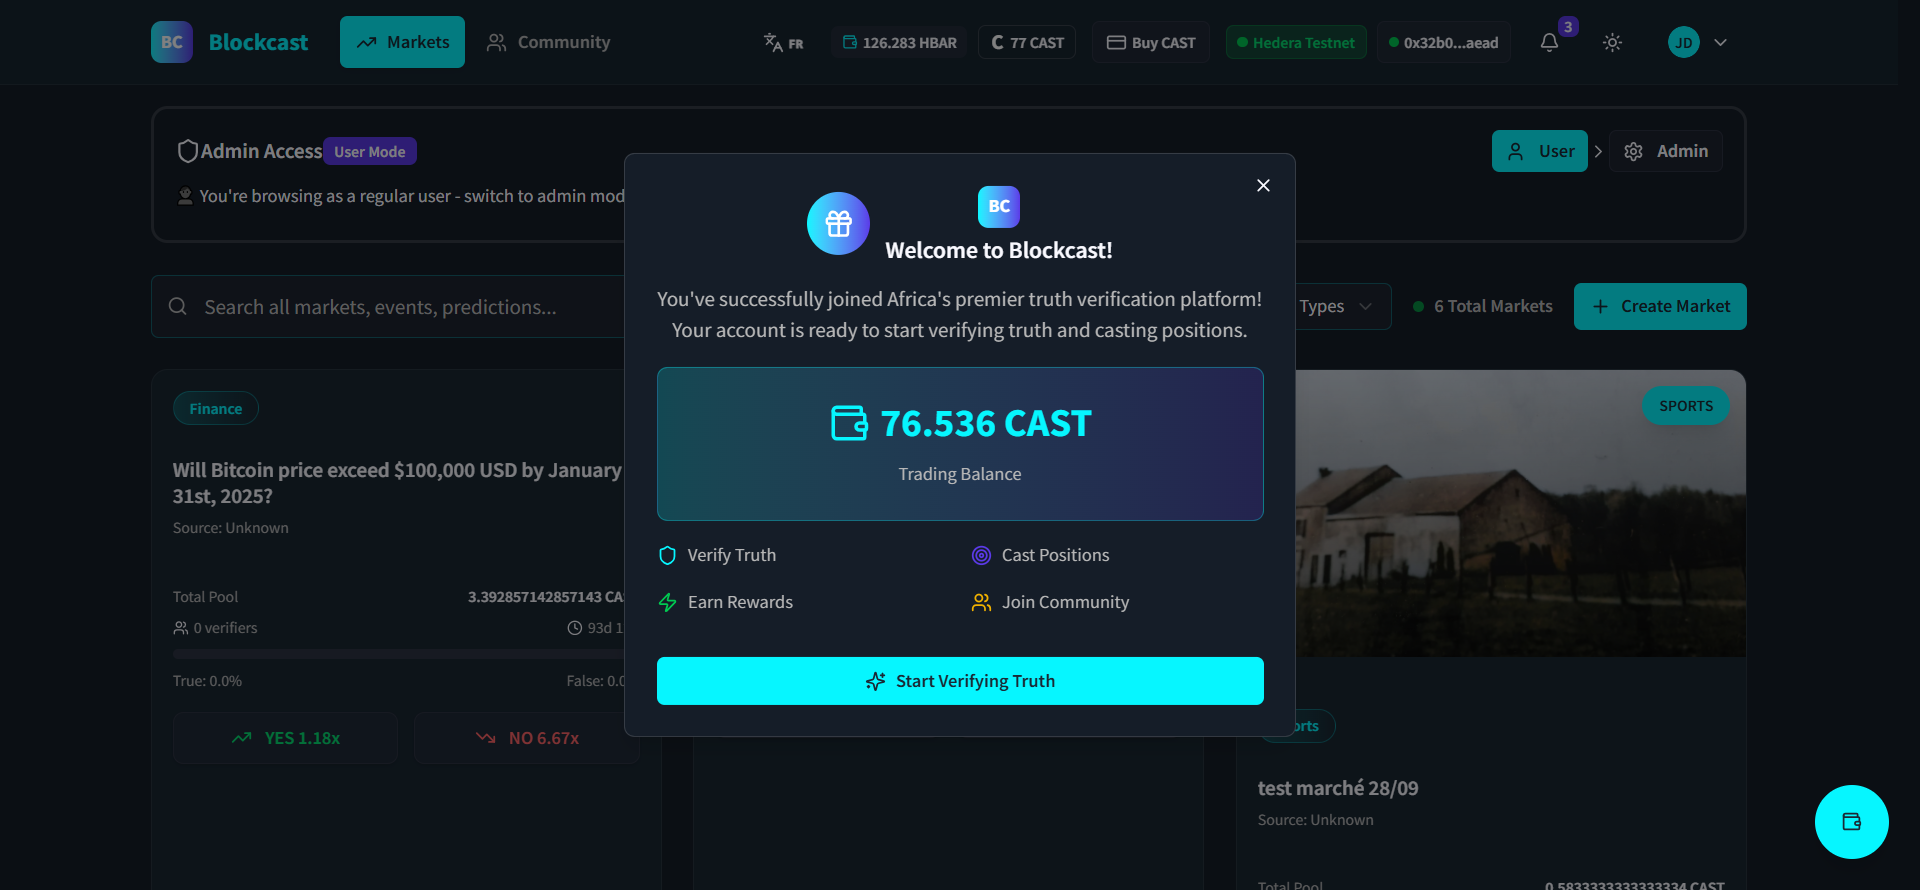 BC
Blockcast
Markets
Community
FR
126.283 HBAR
C 77 CAST
Buy CAST
Hedera Testnet
0x32b0...aead
3
JD
Admin Access
User Mode
You're browsing as a regular user - switch to admin mod
User
Admin
BC
Welcome to Blockcast!
You've successfully joined Africa's premier truth verification platform!
Your account is ready to start verifying truth and casting positions.
76.536 CAST
Trading Balance
Verify Truth
Cast Positions
Earn Rewards
Join Community
Start Verifying Truth
Search all markets, events, predictions...
Types
6 Total Markets
Create Market
Finance
Will Bitcoin price exceed $100,000 USD by January
31st, 2025?
Source: Unknown
Total Pool
3.392857142857143 CA
0 verifiers
93d 1
True: 0.0%
False: 0.0
YES 1.18x
NO 6.67x
SPORTS
orts
test marché 28/09
Source: Unknown
Total Pool
0.5833333333333334 CAST